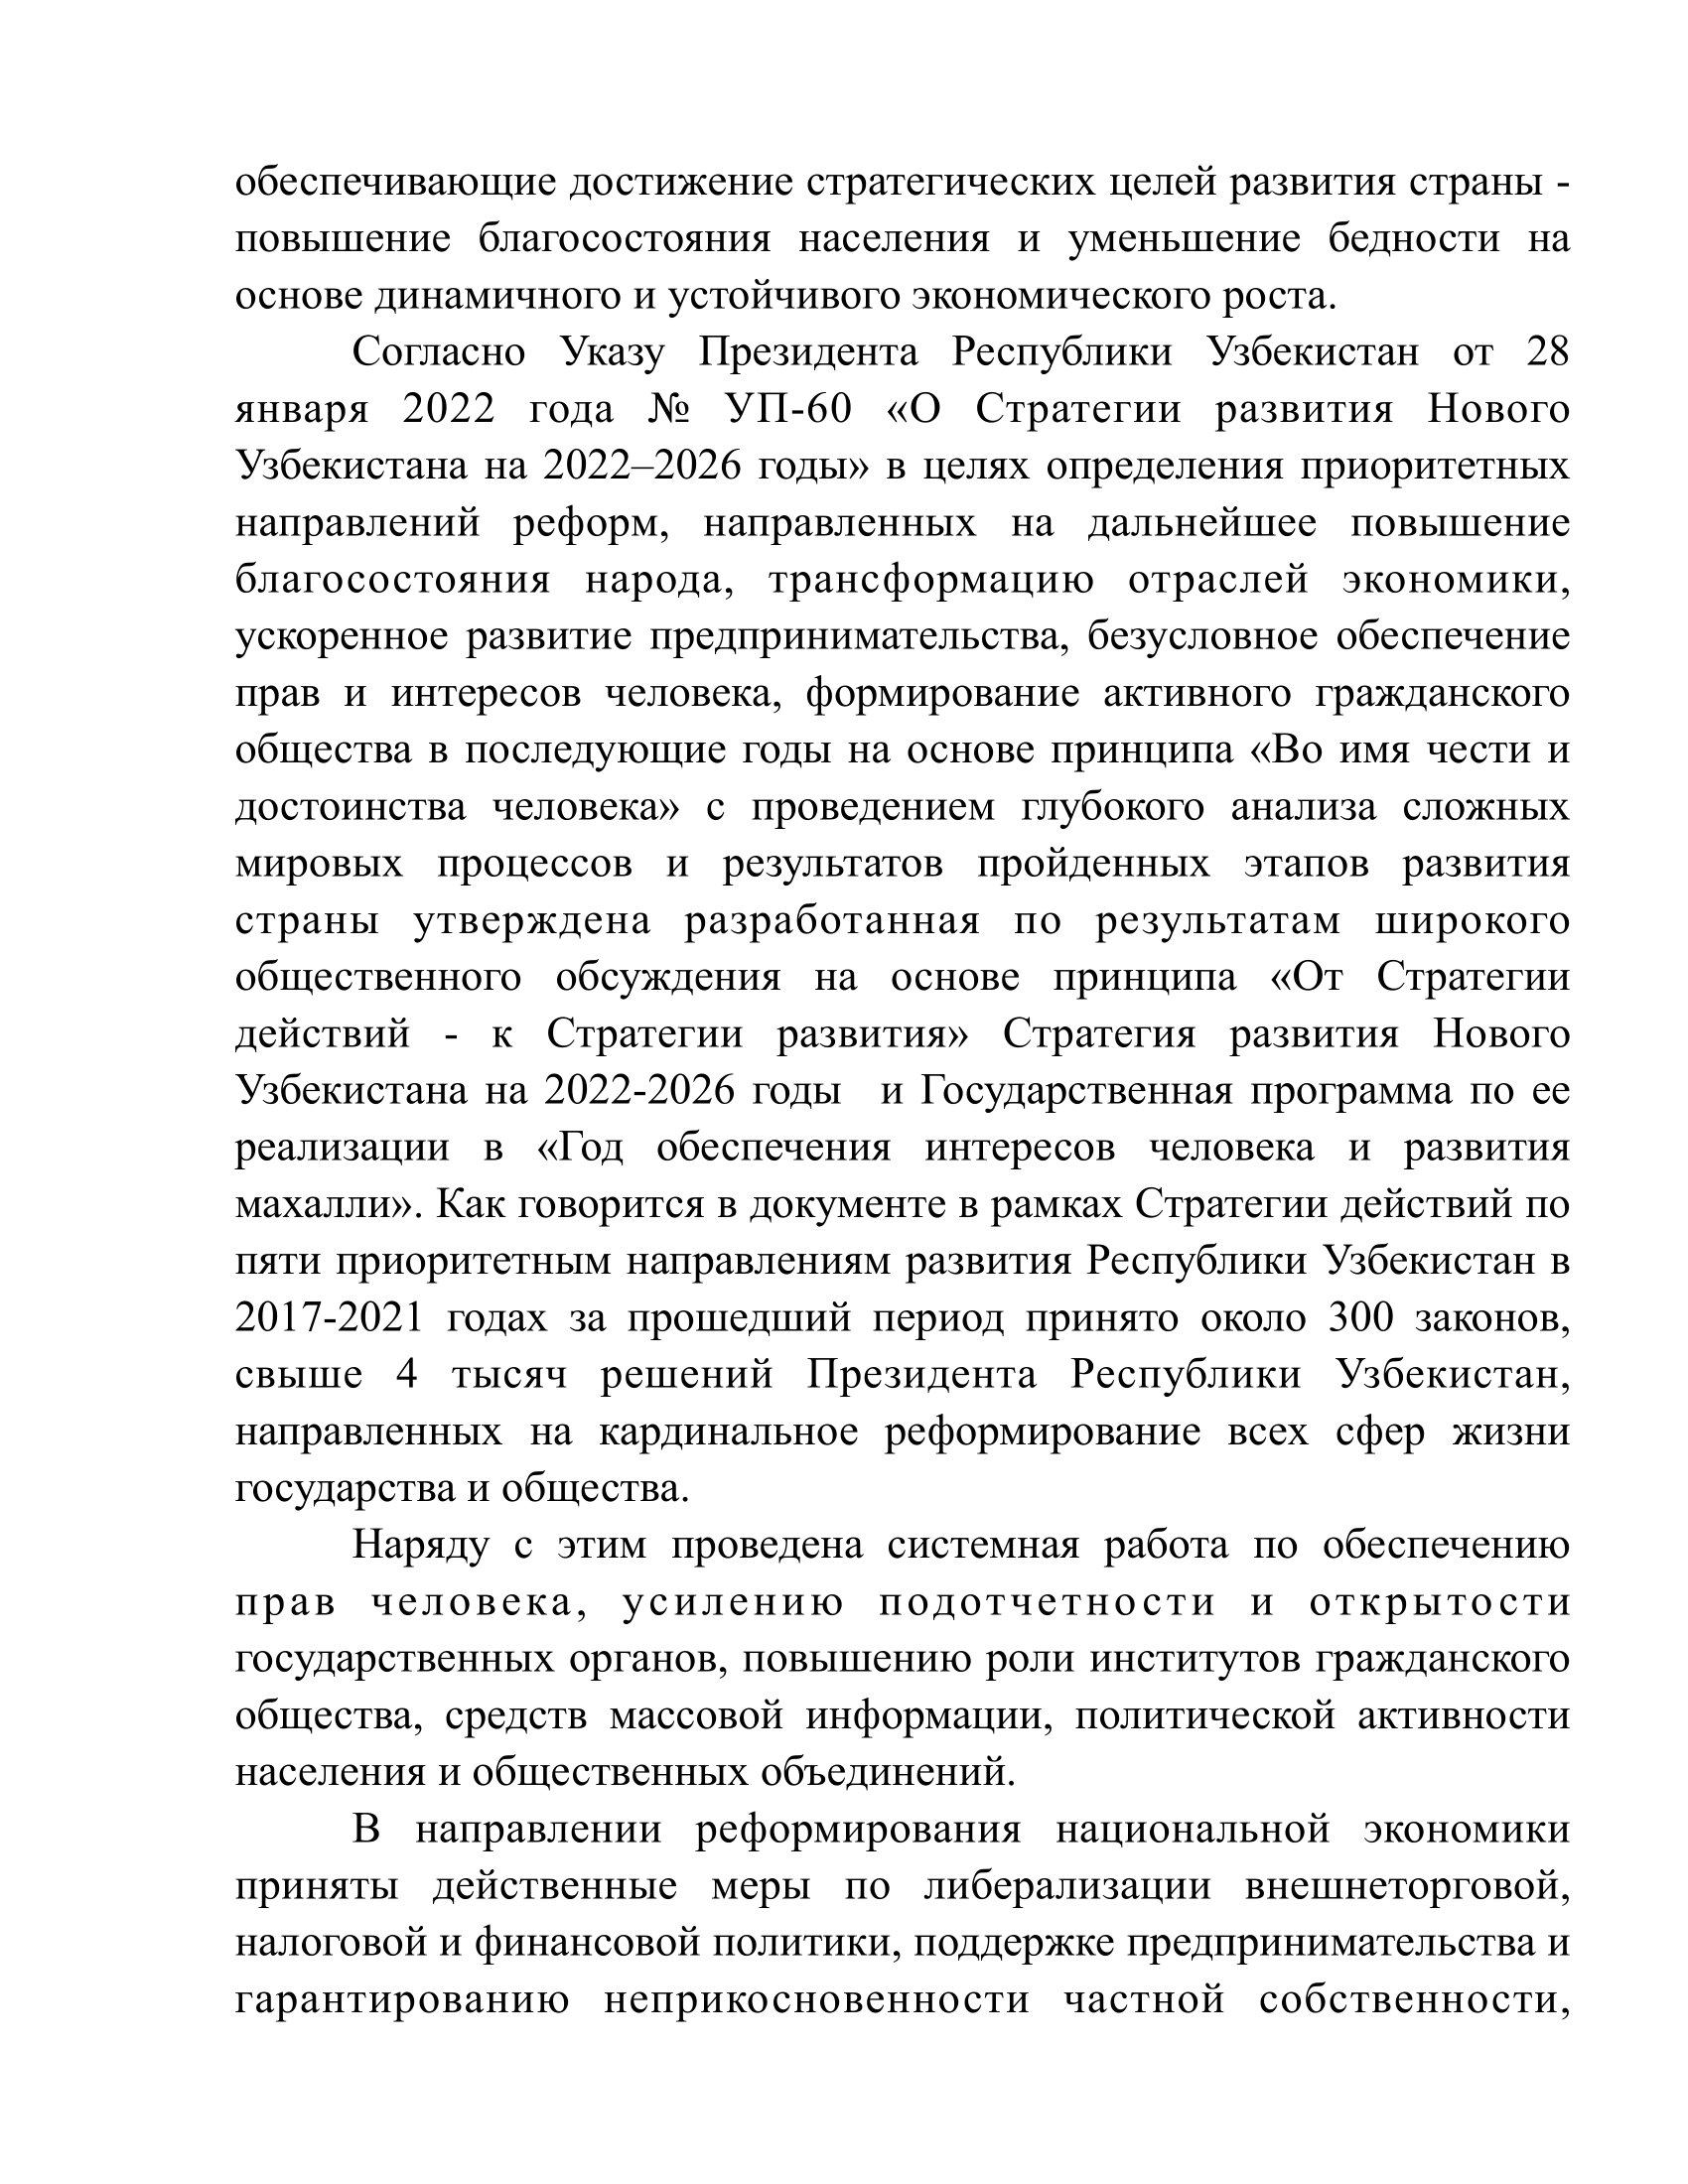 обеспечивающие достижение стратегических целей развития страны -
повышение благосостояния населения и уменьшение бедности на
основе динамичного и устойчивого экономического роста.
Согласно Указу Президента Республики Узбекистан от 28
января 2022 года № УП-60 «О Стратегии развития Нового
Узбекистана на 2022–2026 годы» в целях определения приоритетных
направлений реформ, направленных на дальнейшее повышение
благосостояния народа, трансформацию отраслей экономики,
ускоренное развитие предпринимательства, безусловное обеспечение
прав и интересов человека, формирование активного гражданского
общества в последующие годы на основе принципа «Во имя чести и
достоинства человека» с проведением глубокого анализа сложных
мировых процессов и результатов пройденных этапов развития
страны утверждена разработанная по результатам широкого
общественного обсуждения на основе принципа «От Стратегии
действий - к Стратегии развития» Стратегия развития Нового
Узбекистана на 2022-2026 годы  и Государственная программа по ее
реализации в «Год обеспечения интересов человека и развития
махалли». Как говорится в документе в рамках Стратегии действий по
пяти приоритетным направлениям развития Республики Узбекистан в
2017-2021 годах за прошедший период принято около 300 законов,
свыше 4 тысяч решений Президента Республики Узбекистан,
направленных на кардинальное реформирование всех сфер жизни
государства и общества.
Наряду с этим проведена системная работа по обеспечению
прав человека, усилению подотчетности и открытости
государственных органов, повышению роли институтов гражданского
общества, средств массовой информации, политической активности
населения и общественных объединений.
В направлении реформирования национальной экономики
приняты действенные меры по либерализации внешнеторговой,
налоговой и финансовой политики, поддержке предпринимательства и
гарантированию неприкосновенности частной собственности,